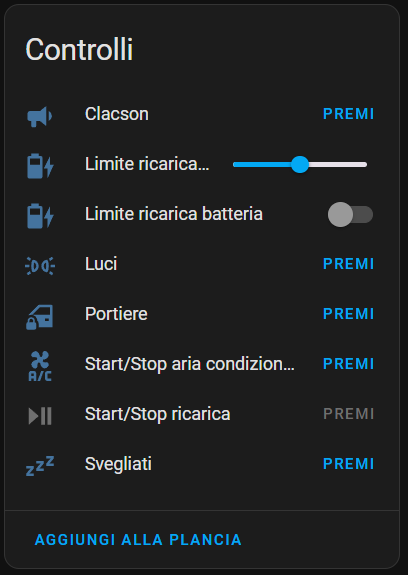 Controlli
Clacson PREMI
Limite ricarica...
Limite ricarica batteria
Luci PREMI
Portiere PREMI
A/C Start/Stop aria condizion... PREMI
Start/Stop ricarica PREMI
zzz Svegliati PREMI
AGGIUNGI ALLA PLANCIA